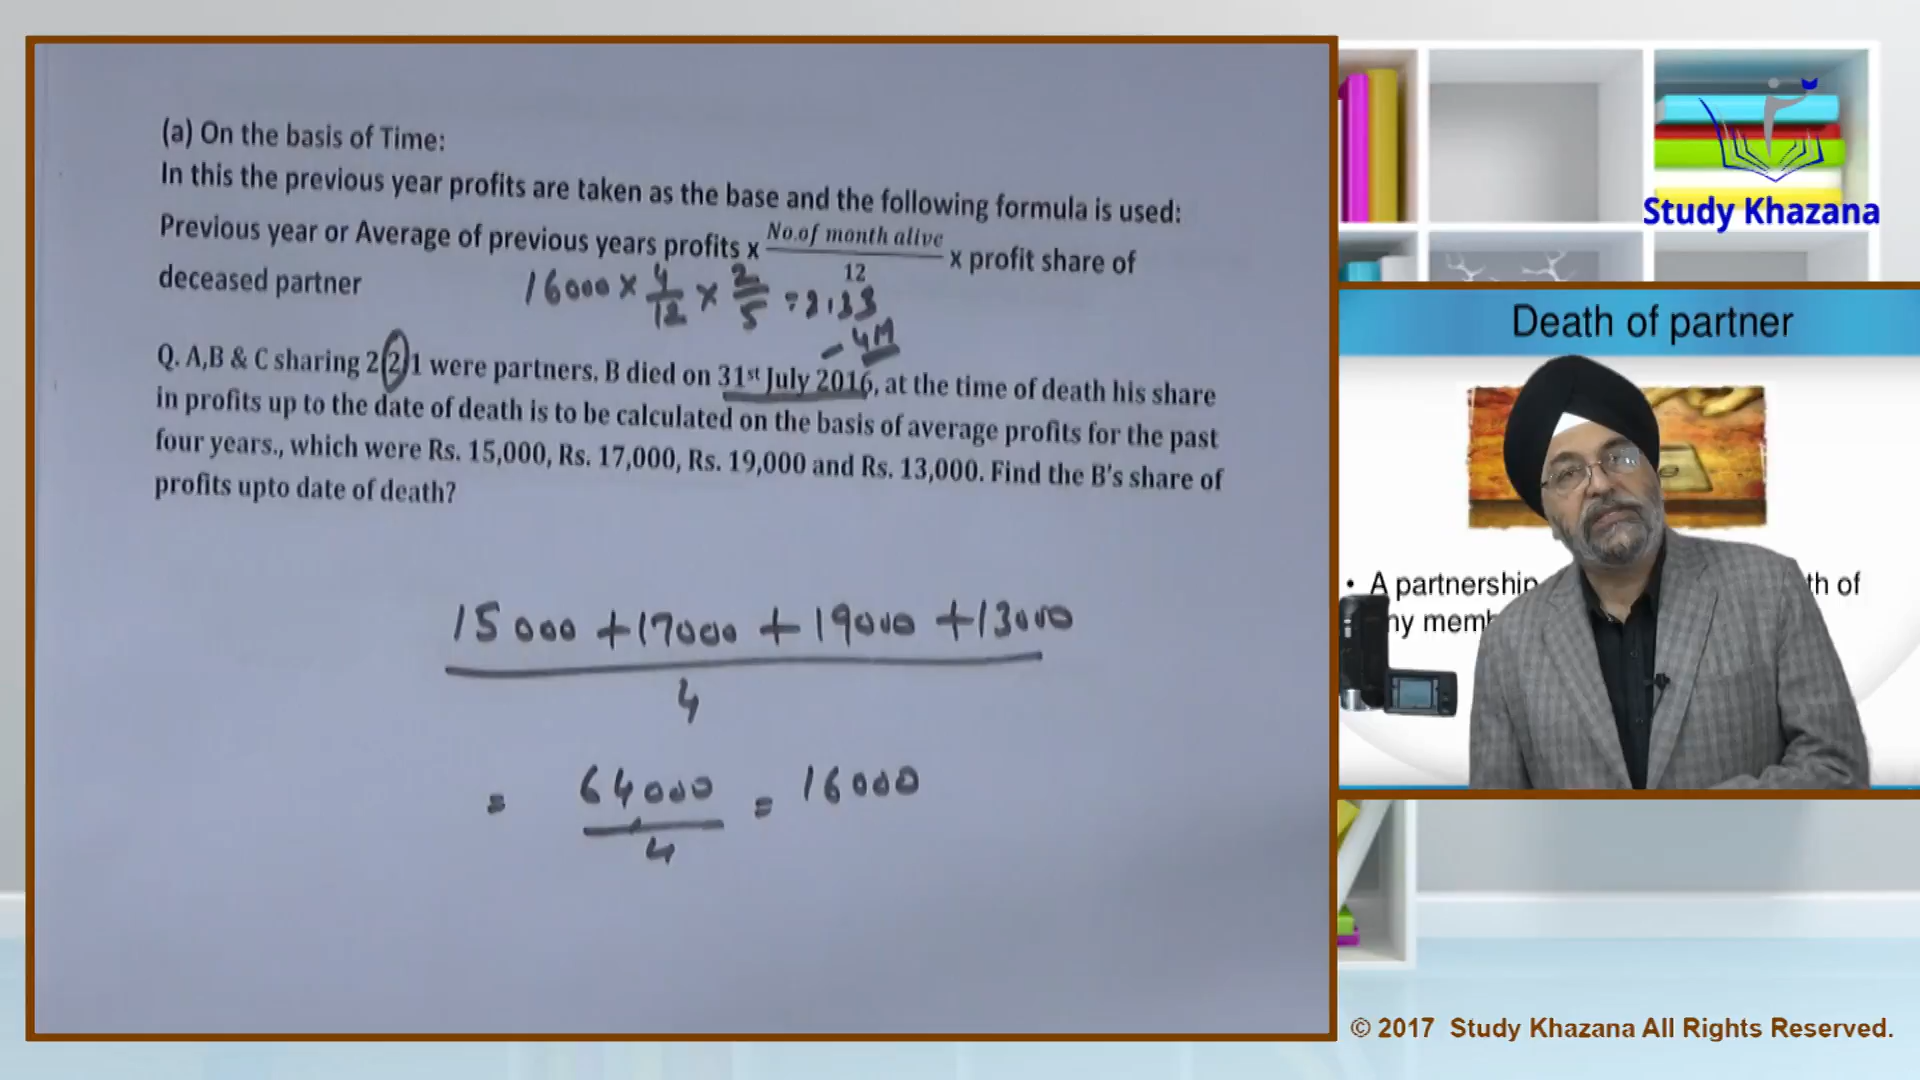 (a) On the basis of Time:
In this the previous year profits are taken as the base and the following formula is used:
Previous year or Average of previous years profits x No.of month alive / 12 x profit share of
deceased partner
16000 × 4/12 × 2/5 = 2133
- 4M
Q. A,B & C sharing 2 2 1 were partners. B died on 31st July 2016, at the time of death his share
in profits up to the date of death is to be calculated on the basis of average profits for the past
four years., which were Rs. 15,000, Rs. 17,000, Rs. 19,000 and Rs. 13,000. Find the B's share of
profits upto date of death?
15000 + 17000 + 19000 + 13000
4
= 64000 / 4 = 16000
Study Khazana
Death of partner
• A partnership th of
ny memb
© 2017 Study Khazana All Rights Reserved.